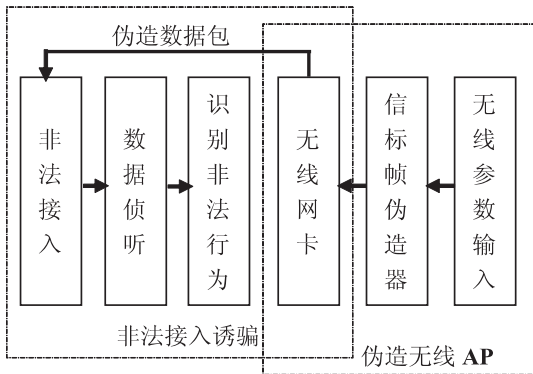 伪造数据包
非法接入
数据侦听
识别非法行为
无线网卡
信标帧伪造器
无线参数输入
非法接入诱骗
伪造无线 AP